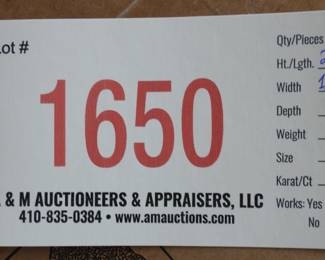 Lot #
1650
& M AUCTIONEERS & APPRAISERS, LLC
410-835-0384 • www.amauctions.com
Qty/Pieces
Ht./Lgth.
Width
Depth
Weight
Size
Karat/Ct
Works: Yes
No